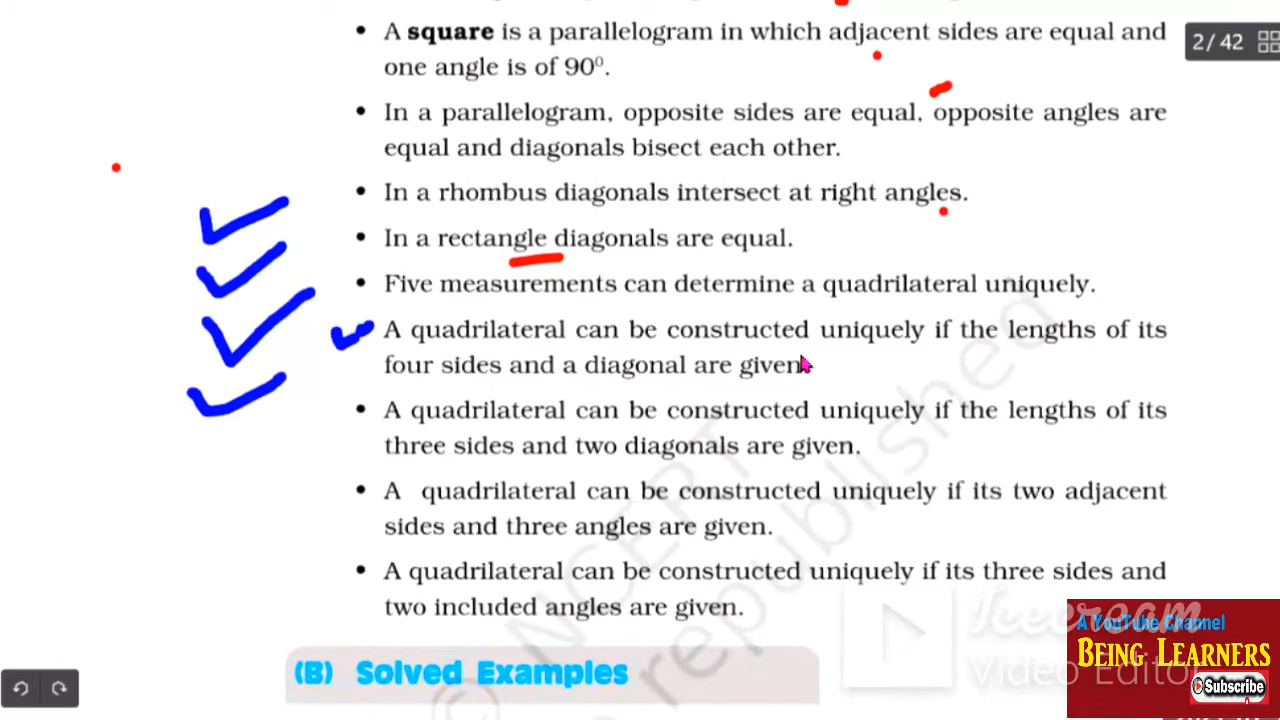 • A square is a parallelogram in which adjacent sides are equal and
one angle is of 90⁰.
• In a parallelogram, opposite sides are equal, opposite angles are
equal and diagonals bisect each other.
• In a rhombus diagonals intersect at right angles.
• In a rectangle diagonals are equal.
• Five measurements can determine a quadrilateral uniquely.
• A quadrilateral can be constructed uniquely if the lengths of its
four sides and a diagonal are given
• A quadrilateral can be constructed uniquely if the lengths of its
three sides and two diagonals are given.
• A quadrilateral can be constructed uniquely if its two adjacent
sides and three angles are given.
• A quadrilateral can be constructed uniquely if its three sides and
two included angles are given.
(B) Solved Examples
2 / 42
© NCERT
republished
Icecream
Video Editor
A YouTube Channel
BEING LEARNERS
Subscribe